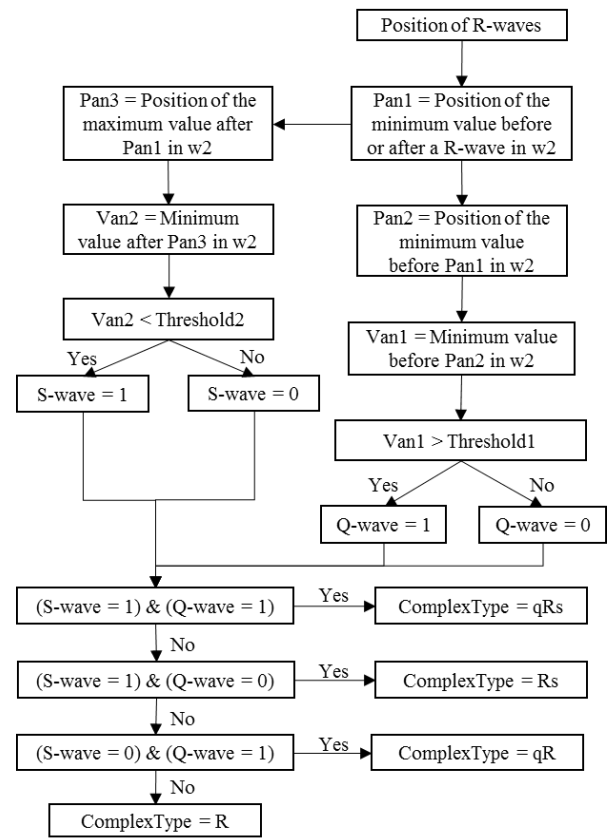 Position of R-waves
Pan3 = Position of the
maximum value after
Pan1 in w2
Pan1 = Position of the
minimum value before
or after a R-wave in w2
Van2 = Minimum
value after Pan3 in w2
Pan2 = Position of the
minimum value
before Pan1 in w2
Van2 < Threshold2
Yes
No
S-wave = 1
S-wave = 0
Van1 = Minimum value
before Pan2 in w2
Van1 > Threshold1
Yes
No
Q-wave = 1
Q-wave = 0
(S-wave = 1) & (Q-wave = 1)
Yes
ComplexType = qRs
No
(S-wave = 1) & (Q-wave = 0)
Yes
ComplexType = Rs
No
(S-wave = 0) & (Q-wave = 1)
Yes
ComplexType = qR
No
ComplexType = R